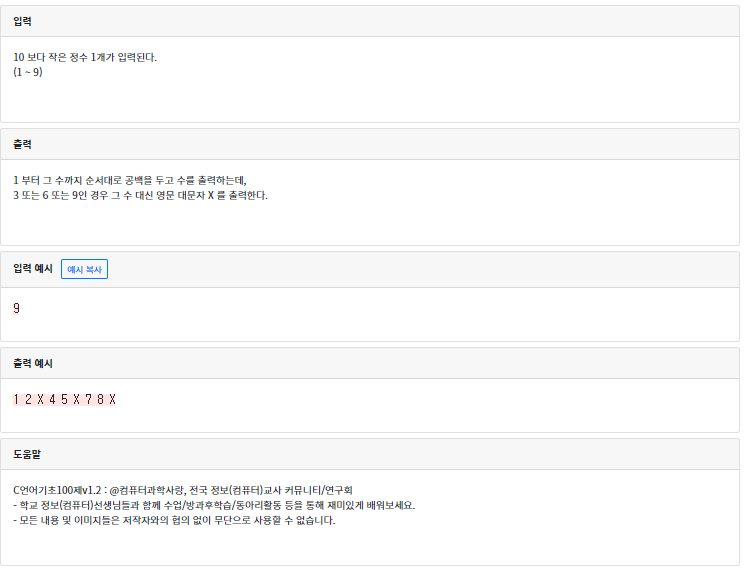 입력
10 보다 작은 정수 1개가 입력된다.
(1 ~ 9)
출력
1 부터 그 수까지 순서대로 공백을 두고 수를 출력하는데,
3 또는 6 또는 9인 경우 그 수 대신 영문 대문자 X 를 출력한다.
입력 예시 예시 복사
9
출력 예시
1 2 X 4 5 X 7 8 X
도움말
C언어기초100제v1.2 : @컴퓨터과학사랑, 전국 정보(컴퓨터)교사 커뮤니티/연구회
- 학교 정보(컴퓨터)선생님들과 함께 수업/방과후학습/동아리활동 등을 통해 재미있게 배워보세요.
- 모든 내용 및 이미지들은 저작자와의 협의 없이 무단으로 사용할 수 없습니다.